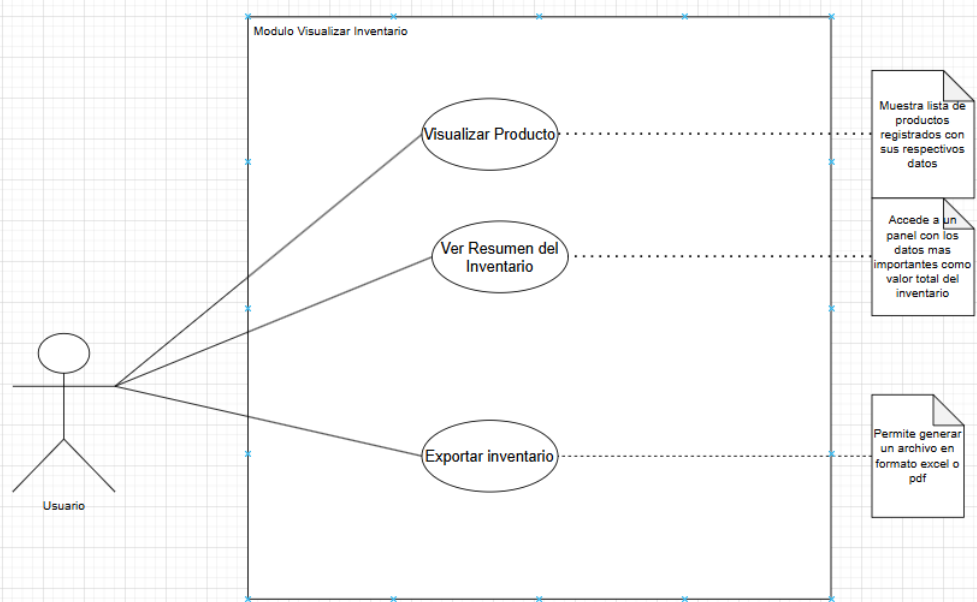 Modulo Visualizar Inventario
Visualizar Producto
Muestra lista de
productos
registrados con
sus respectivos
datos
Ver Resumen del
Inventario
Accede a un
panel con los
datos mas
importantes como
valor total del
inventario
Exportar inventario
Permite generar
un archivo en
formato excel o
pdf
Usuario